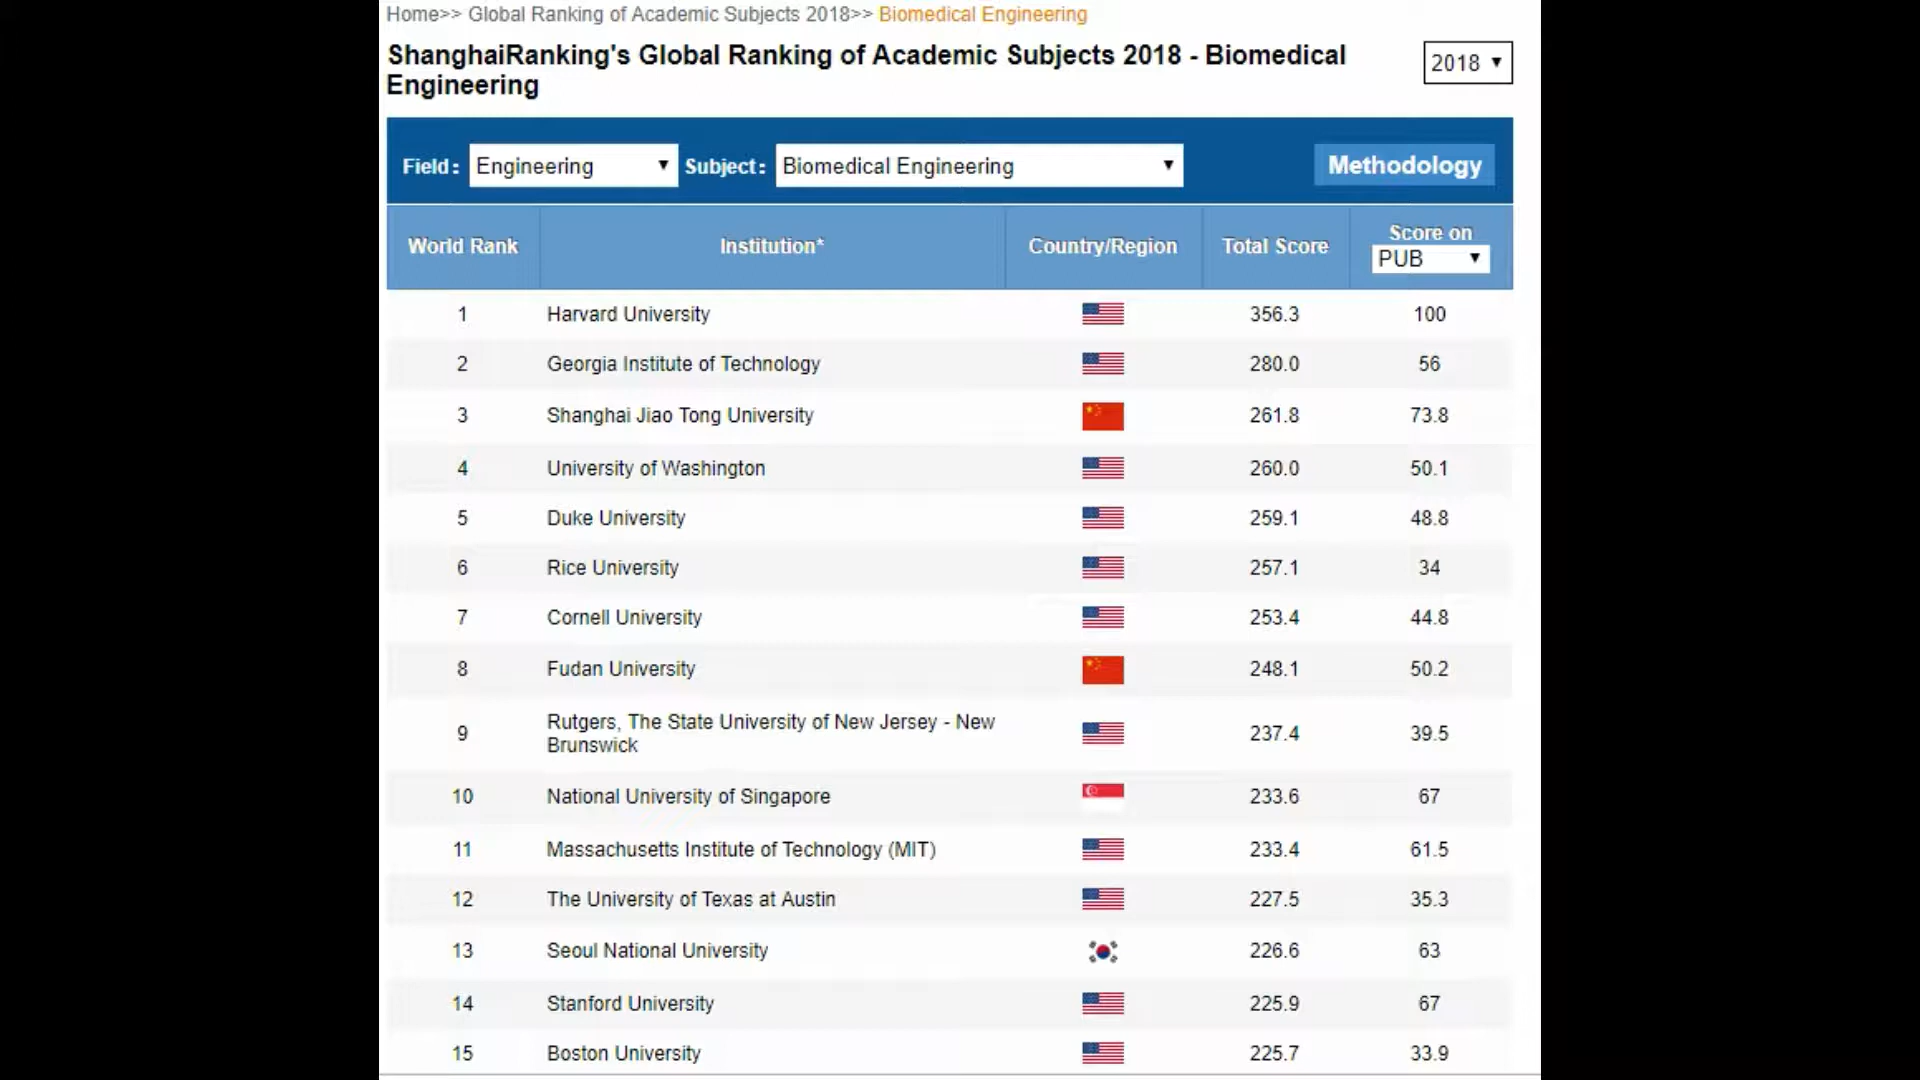 Home>> Global Ranking of Academic Subjects 2018>> Biomedical Engineering
ShanghaiRanking's Global Ranking of Academic Subjects 2018 - Biomedical
Engineering
2018
Field: Engineering Subject: Biomedical Engineering Methodology
World Rank Institution* Country/Region Total Score Score on
PUB
1 Harvard University 356.3 100
2 Georgia Institute of Technology 280.0 56
3 Shanghai Jiao Tong University 261.8 73.8
4 University of Washington 260.0 50.1
5 Duke University 259.1 48.8
6 Rice University 257.1 34
7 Cornell University 253.4 44.8
8 Fudan University 248.1 50.2
9 Rutgers, The State University of New Jersey - New
Brunswick 237.4 39.5
10 National University of Singapore 233.6 67
11 Massachusetts Institute of Technology (MIT) 233.4 61.5
12 The University of Texas at Austin 227.5 35.3
13 Seoul National University 226.6 63
14 Stanford University 225.9 67
15 Boston University 225.7 33.9